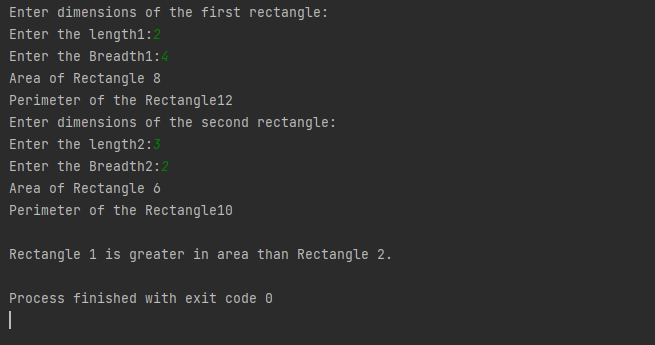 Enter dimensions of the first rectangle:
Enter the length1:2
Enter the Breadth1:4
Area of Rectangle 8
Perimeter of the Rectangle12
Enter dimensions of the second rectangle:
Enter the length2:3
Enter the Breadth2:2
Area of Rectangle 6
Perimeter of the Rectangle10
Rectangle 1 is greater in area than Rectangle 2.
Process finished with exit code 0